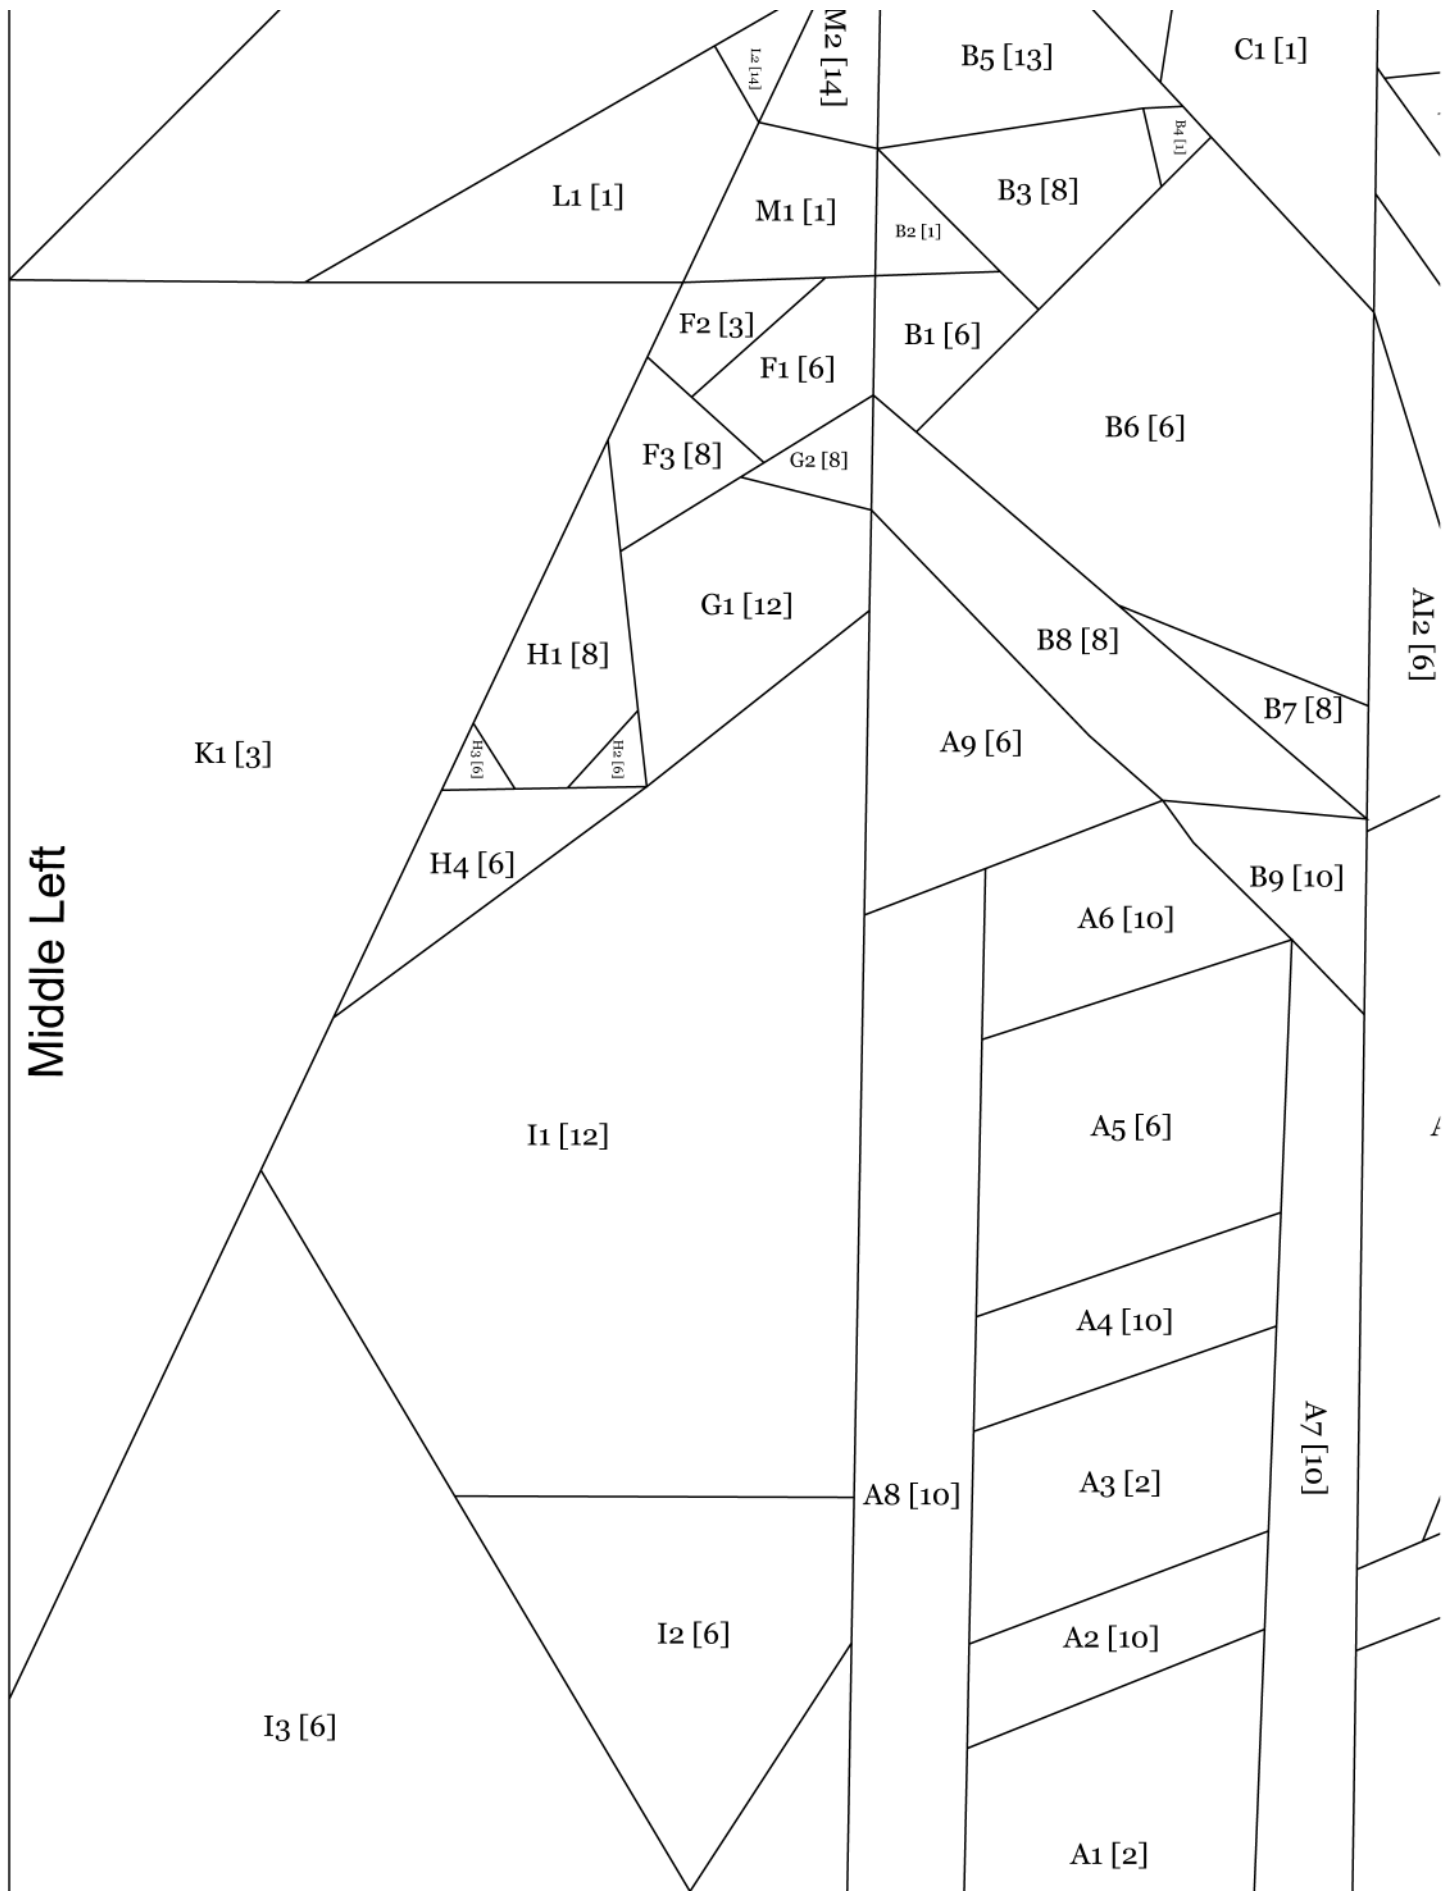 M2 [14]
B5 [13]
C1 [1]
L2 [14]
B4 [1]
L1 [1]
M1 [1]
B3 [8]
B2 [1]
F2 [3]
B1 [6]
F1 [6]
B6 [6]
F3 [8]
G2 [8]
G1 [12]
AI2 [6]
B8 [8]
H1 [8]
B7 [8]
K1 [3]
H3 [6]
H2 [6]
A9 [6]
H4 [6]
B9 [10]
A6 [10]
Middle Left
I1 [12]
A5 [6]
A4 [10]
A7 [10]
A8 [10]
A3 [2]
I2 [6]
A2 [10]
I3 [6]
A1 [2]